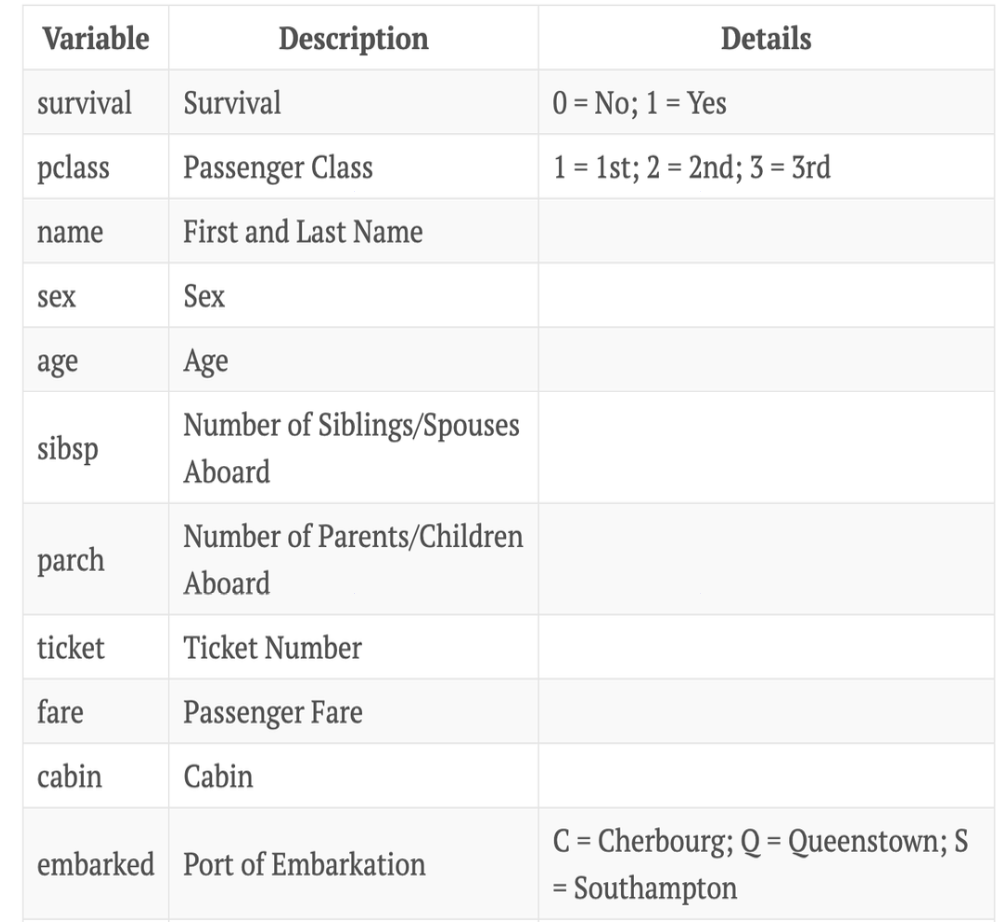 Variable Description Details
survival Survival 0 = No; 1 = Yes
pclass Passenger Class 1 = 1st; 2 = 2nd; 3 = 3rd
name First and Last Name
sex Sex
age Age
sibsp Number of Siblings/Spouses
Aboard
parch Number of Parents/Children
Aboard
ticket Ticket Number
fare Passenger Fare
cabin Cabin
embarked Port of Embarkation C = Cherbourg; Q = Queenstown; S
= Southampton